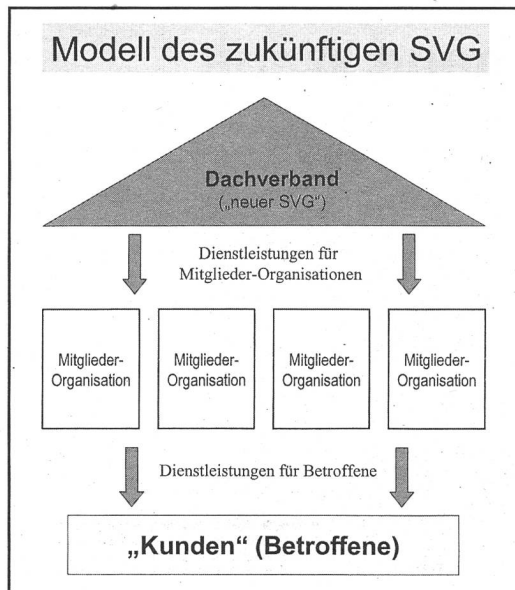 Modell des zukünftigen SVG
Dachverband
(„neuer SVG“)
Dienstleistungen für
Mitglieder-Organisationen
Mitglieder-
Organisation
Mitglieder-
Organisation
Mitglieder-
Organisation
Mitglieder-
Organisation
Dienstleistungen für Betroffene
„Kunden“ (Betroffene)